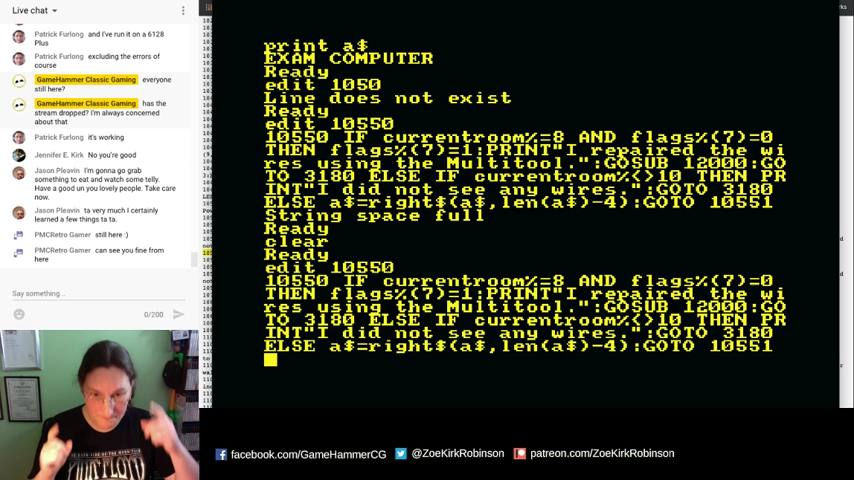 Live chat
Patrick Furlong and I've run it on a 6128
Plus
Patrick Furlong excluding the errors of
course
GameHammer Classic Gaming everyone
still here?
GameHammer Classic Gaming has the
stream dropped? I'm always concerned
about that
Patrick Furlong it's working
Jennifer E. Kirk No you're good
Jason Pleavin I'm gonna go grab
something to eat and watch some telly.
Have a good un you lovely people. Take care
now.
Jason Pleavin ta very much I certainly
learned a few things ta ta.
PMCRetro Gamer still here :)
PMCRetro Gamer can see you fine from
here
Say something...
0/200
print a$
EXAM COMPUTER
Ready
edit 1050
Line does not exist
Ready
edit 10550
10550 IF currentroom%=8 AND flags%(7)=0
THEN flags%(7)=1:PRINT"I repaired the wi
res using the Multitool.":GOSUB 12000:GO
TO 3180 ELSE IF currentroom%<>10 THEN PR
INT"I did not see any wires.":GOTO 3180
ELSE a$=right$(a$,len(a$)-4):GOTO 10551
String space full
Ready
clear
Ready
edit 10550
10550 IF currentroom%=8 AND flags%(7)=0
THEN flags%(7)=1:PRINT"I repaired the wi
res using the Multitool.":GOSUB 12000:GO
TO 3180 ELSE IF currentroom%<>10 THEN PR
INT"I did not see any wires.":GOTO 3180
ELSE a$=right$(a$,len(a$)-4):GOTO 10551
facebook.com/GameHammerCG
@ZoeKirkRobinson
patreon.com/ZoeKirkRobinson